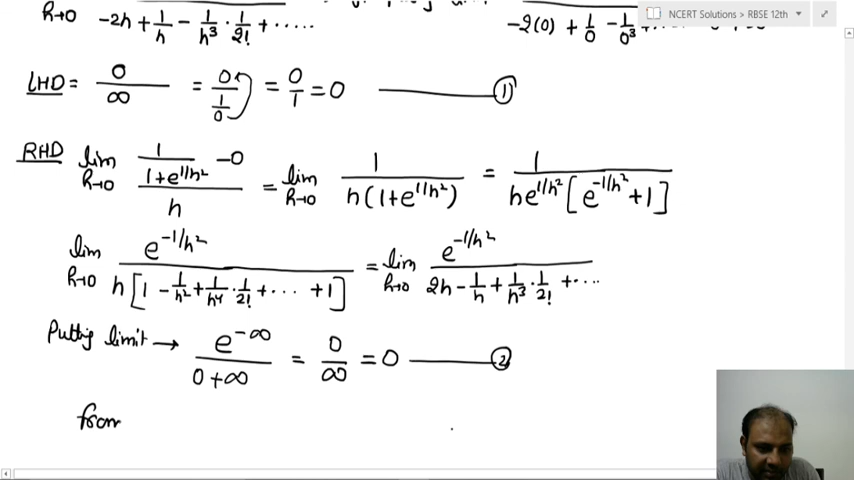 NCERT Solutions > RBSE 12th
h→0 -2h + 1/h - 1/h³ · 1/2! + ..... -2(0) + 1/0 - 1/0³ +
LHD = 0/∞ = 0/(1/0) = 0/1 = 0 ——— ①
RHD lim h→0 (1/(1+e^(1/h²)) - 0)/h = lim h→0 1/(h(1+e^(1/h²))) = 1/(he^(1/h²)[e^(-1/h²)+1])
lim h→0 e^(-1/h²)/(h[1 - 1/h² + 1/h⁴ · 1/2! + ... +1]) = lim h→0 e^(-1/h²)/(2h - 1/h + 1/h³ · 1/2! + ...)
Putting limit → e^(-∞)/(0+∞) = 0/∞ = 0 ——— ②
from